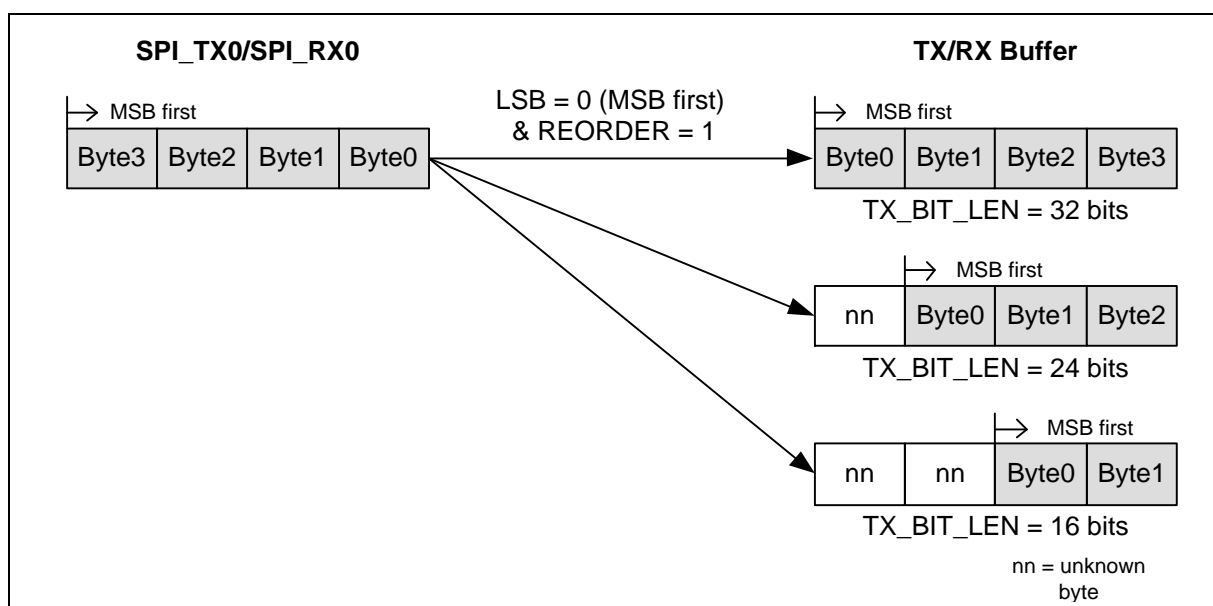 SPI_TX0/SPI_RX0
TX/RX Buffer
LSB = 0 (MSB first)
& REORDER = 1
MSB first
MSB first
Byte3 Byte2 Byte1 Byte0
Byte0 Byte1 Byte2 Byte3
TX_BIT_LEN = 32 bits
MSB first
nn Byte0 Byte1 Byte2
TX_BIT_LEN = 24 bits
MSB first
nn nn Byte0 Byte1
TX_BIT_LEN = 16 bits
nn = unknown
byte